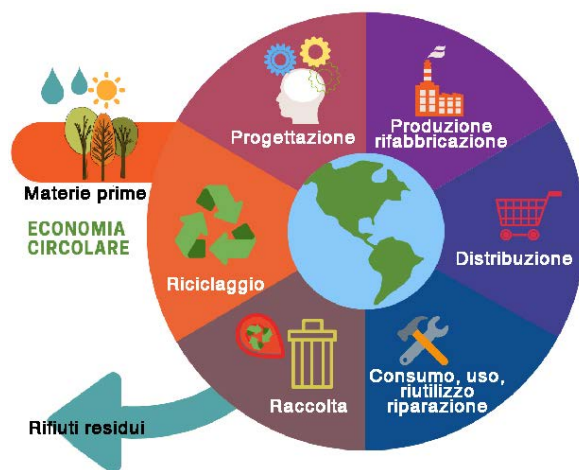 Progettazione
Produzione
rifabbricazione
Materie prime
ECONOMIA
CIRCOLARE
Riciclaggio
Distribuzione
Raccolta
Consumo, uso,
riutilizzo
riparazione
Rifiuti residui